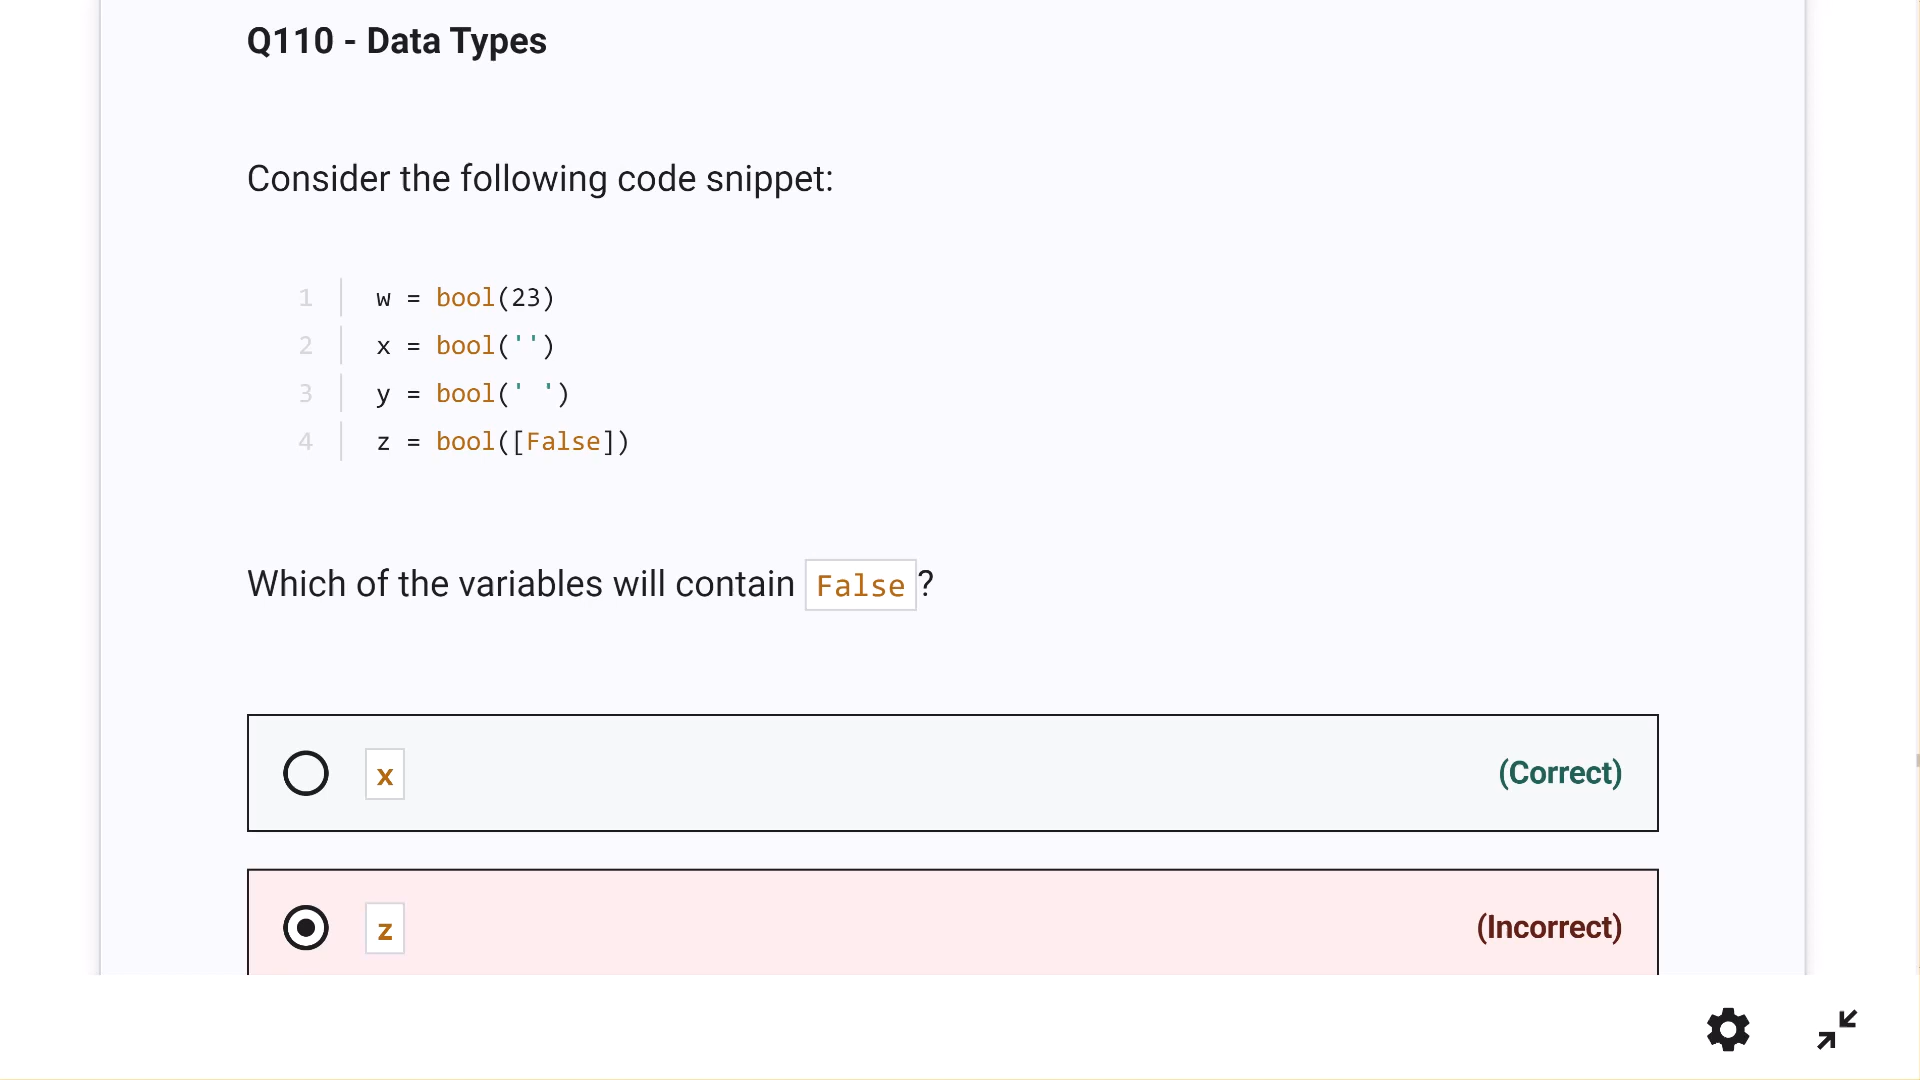 Q110 - Data Types
Consider the following code snippet:
1 w = bool(23)
2 x = bool('')
3 y = bool(' ')
4 z = bool([False])
Which of the variables will contain False?
x (Correct)
z (Incorrect)